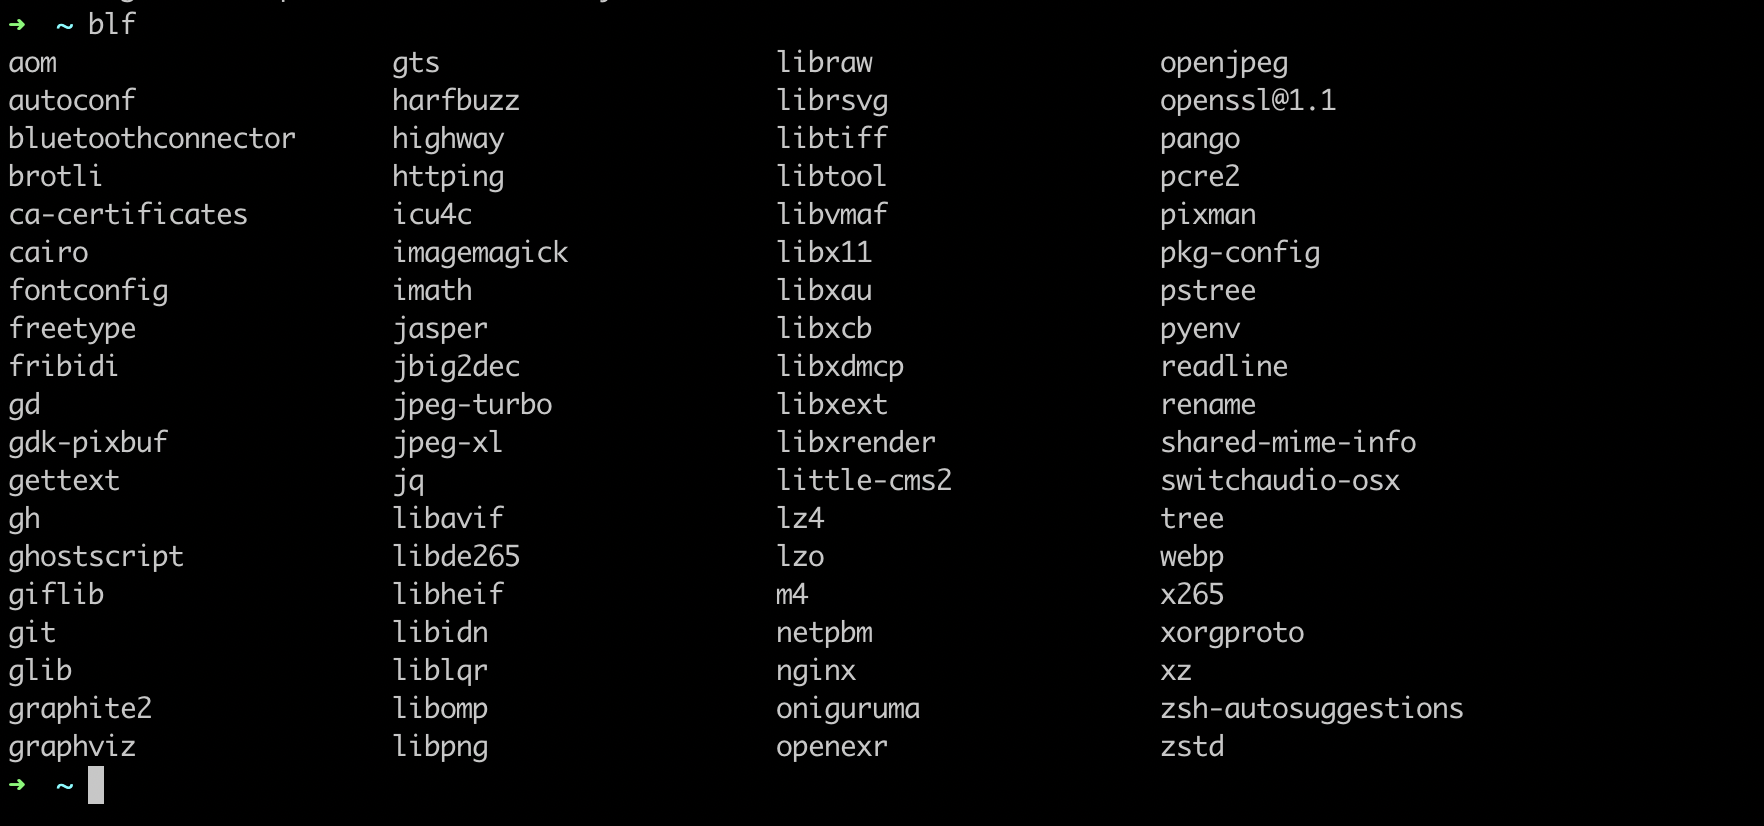 ➜  ~ blf
aom                     gts                     libraw                  openjpeg
autoconf                harfbuzz                librsvg                 openssl@1.1
bluetoothconnector      highway                 libtiff                 pango
brotli                  httping                 libtool                 pcre2
ca-certificates         icu4c                   libvmaf                 pixman
cairo                   imagemagick             libx11                  pkg-config
fontconfig              imath                   libxau                  pstree
freetype                jasper                  libxcb                  pyenv
fribidi                 jbig2dec                libxdmcp                readline
gd                      jpeg-turbo              libxext                 rename
gdk-pixbuf              jpeg-xl                 libxrender              shared-mime-info
gettext                 jq                      little-cms2             switchaudio-osx
gh                      libavif                 lz4                     tree
ghostscript             libde265                lzo                     webp
giflib                  libheif                 m4                      x265
git                     libidn                  netpbm                  xorgproto
glib                    liblqr                  nginx                   xz
graphite2               libomp                  oniguruma               zsh-autosuggestions
graphviz                libpng                  openexr                 zstd
➜  ~